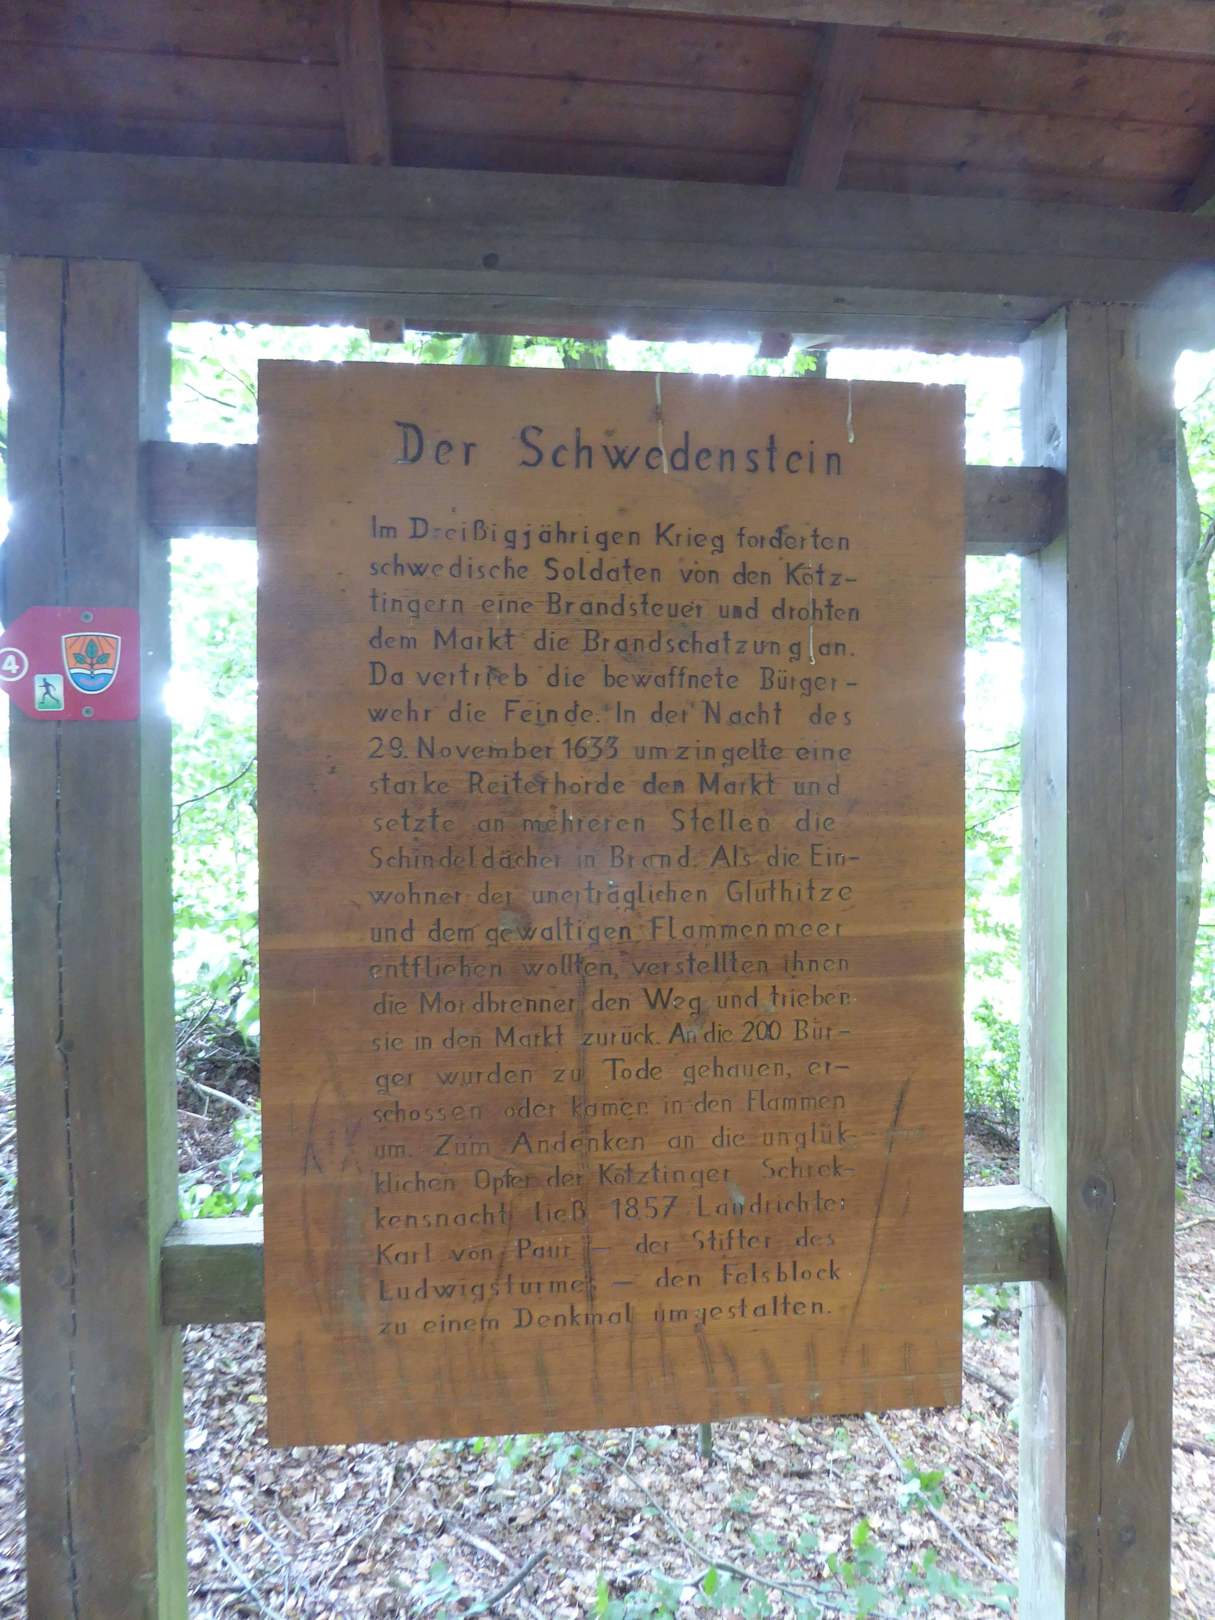 Der Schwedenstein
Im Dreißigjährigen Krieg forderten
schwedische Soldaten von den Kötz-
tingern eine Brandsteuer und drohten
dem Markt die Brandschatzung an.
Da vertrieb die bewaffnete Bürger-
wehr die Feinde. In der Nacht des
29. November 1633 umzingelte eine
starke Reiterhorde den Markt und
setzte an mehreren Stellen die
Schindeldächer in Brand. Als die Ein-
wohner der unerträglichen Gluthitze
und dem gewaltigen Flammenmeer
entfliehen wollten, verstellten ihnen
die Mordbrenner den Weg und trieben
sie in den Markt zurück. An die 200 Bür-
ger wurden zu Tode gehauen, er-
schossen oder kamen in den Flammen
um. Zum Andenken an die unglük-
klichen Opfer der Kötztinger Schrek-
kensnacht ließ 1857 Landrichter
Karl von Paur – der Stifter des
Ludwigsturmes – den Felsblock
zu einem Denkmal umgestalten.
4